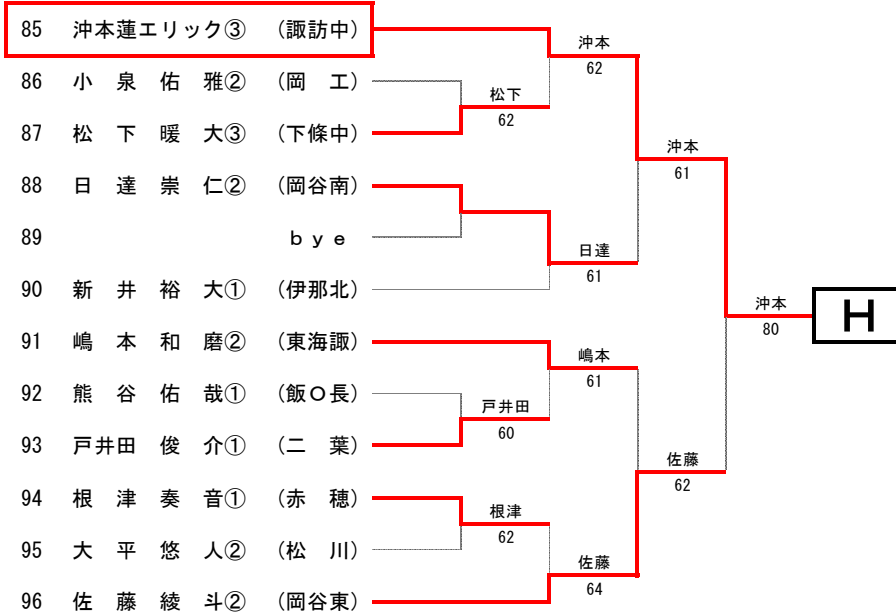 85 沖本蓮エリック③ （諏訪中）
沖本
62
86 小泉佑雅② （岡工）
松下
62
87 松下暖大③ （下條中）
沖本
61
88 日達崇仁② （岡谷南）
89 ｂｙｅ
日達
61
90 新井裕大① （伊那北）
沖本
80
H
91 嶋本和磨② （東海諏）
嶋本
61
92 熊谷佑哉① （飯Ｏ長）
戸井田
60
93 戸井田俊介① （二葉）
佐藤
62
94 根津奏音① （赤穂）
根津
62
95 大平悠人② （松川）
佐藤
64
96 佐藤綾斗② （岡谷東）